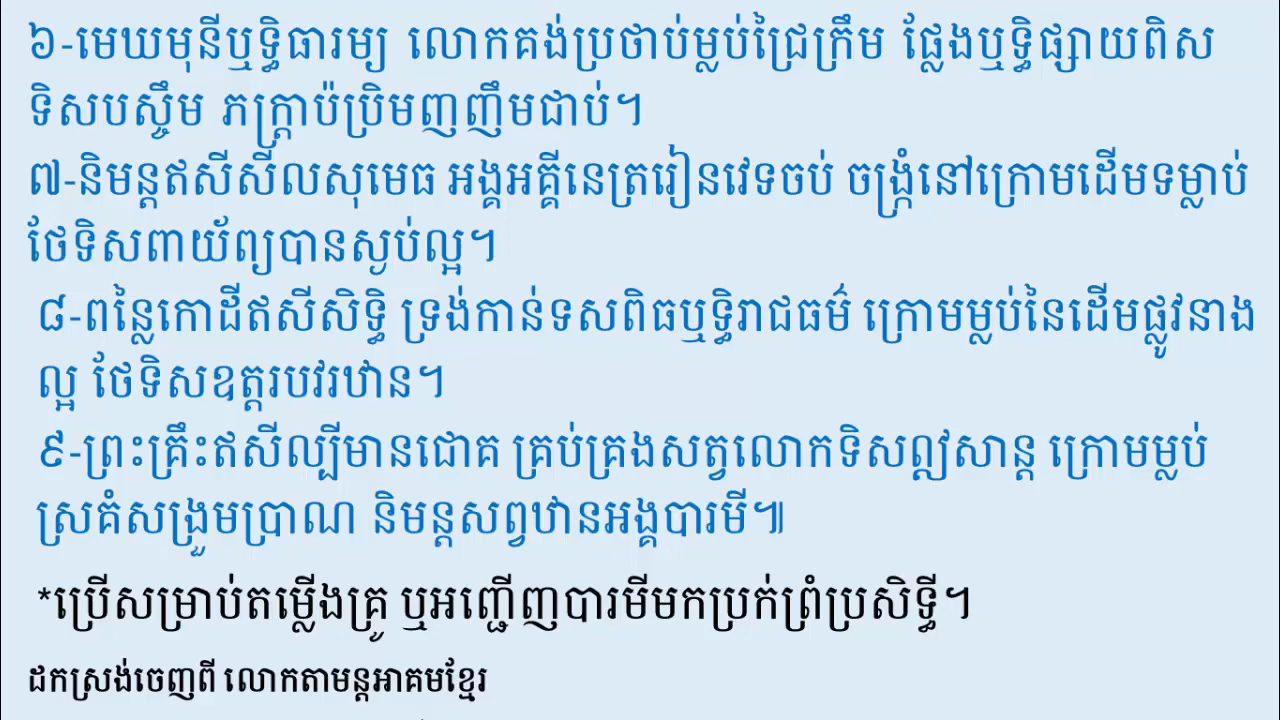 ៦-មេឃមុនីឬទ្ធិធារម្យ លោកគង់ប្រថាប់ម្លប់ជ្រៃក្រឹម ផ្លែងឬទ្ធិផ្សាយពិស
ទិសបស្ចឹម ភក្ត្រាប៉ប្រិមញញឹមជាប់។
៧-និមន្តឥសីសីលសុមេធ អង្គអគ្គីនេត្ររៀនវេទចប់ ចង្ក្រំនៅក្រោមដើមទម្លាប់
ថែទិសពាយ័ព្យបានស្ងប់ល្អ។
៨-ពន្លៃកោដីឥសីសិទ្ធិ ទ្រង់កាន់ទសពិធឬទ្ធិរាជធម៌ ក្រោមម្លប់នៃដើមផ្លូវនាង
ល្អ ថែទិសឧត្តរបវរឋាន។
៩-ព្រះគ្រឹះឥសីល្បីមានជោគ គ្រប់គ្រងសត្វលោកទិសឦសាន្ត ក្រោមម្លប់
ស្រគំសង្រួមប្រាណ និមន្តសព្វឋានអង្គបារមី៕
*ប្រើសម្រាប់តម្លើងគ្រូ ឬអញ្ជើញបារមីមកប្រក់ព្រំប្រសិទ្ធី។
ដកស្រង់ចេញពី លោកតាមន្តអាគមខ្មែរ